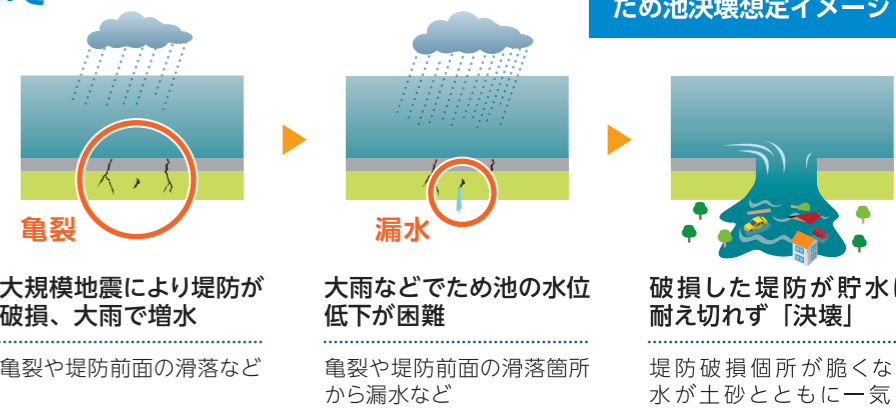 ため池決壊想定イメージ
亀裂
大規模地震により堤防が
破損、大雨で増水
亀裂や堤防前面の滑落など
漏水
大雨などでため池の水位
低下が困難
亀裂や堤防前面の滑落箇所
から漏水など
破損した堤防が貯水に
耐え切れず「決壊」
堤防破損個所が脆くな
水が土砂とともに一気